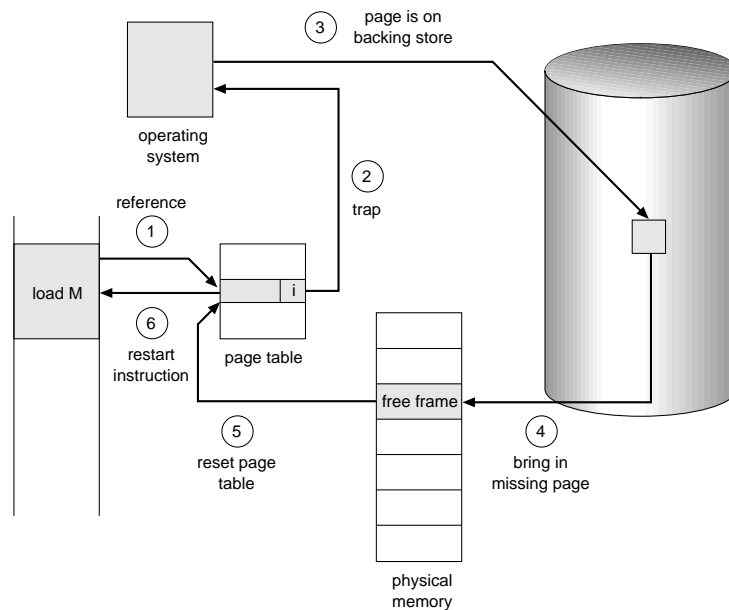 3
page is on
backing store
operating
system
2
trap
reference
1
load M
i
6
restart
instruction
page table
free frame
5
reset page
table
4
bring in
missing page
physical
memory